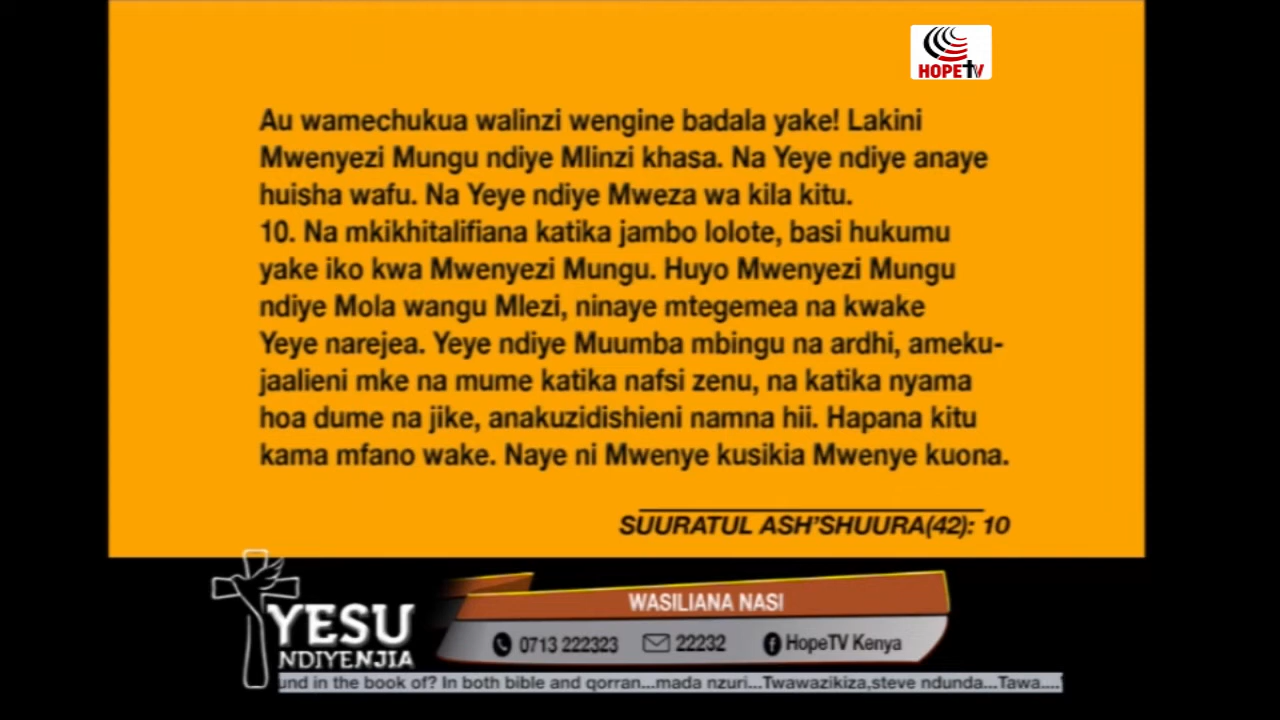 HOPETV
Au wamechukua walinzi wengine badala yake! Lakini
Mwenyezi Mungu ndiye Mlinzi khasa. Na Yeye ndiye anaye
huisha wafu. Na Yeye ndiye Mweza wa kila kitu.
10. Na mkikhitalifiana katika jambo lolote, basi hukumu
yake iko kwa Mwenyezi Mungu. Huyo Mwenyezi Mungu
ndiye Mola wangu Mlezi, ninaye mtegemea na kwake
Yeye narejea. Yeye ndiye Muumba mbingu na ardhi, ameku-
jaalieni mke na mume katika nafsi zenu, na katika nyama
hoa dume na jike, anakuzidishieni namna hii. Hapana kitu
kama mfano wake. Naye ni Mwenye kusikia Mwenye kuona.
SUURATUL ASH'SHUURA(42): 10
YESU
NDIYENJIA
WASILIANA NASI
0713 222323 22232 HopeTV Kenya
und in the book of? In both bible and qorran...mada nzuri...Twawazikiza,steve ndunda...Tawa....